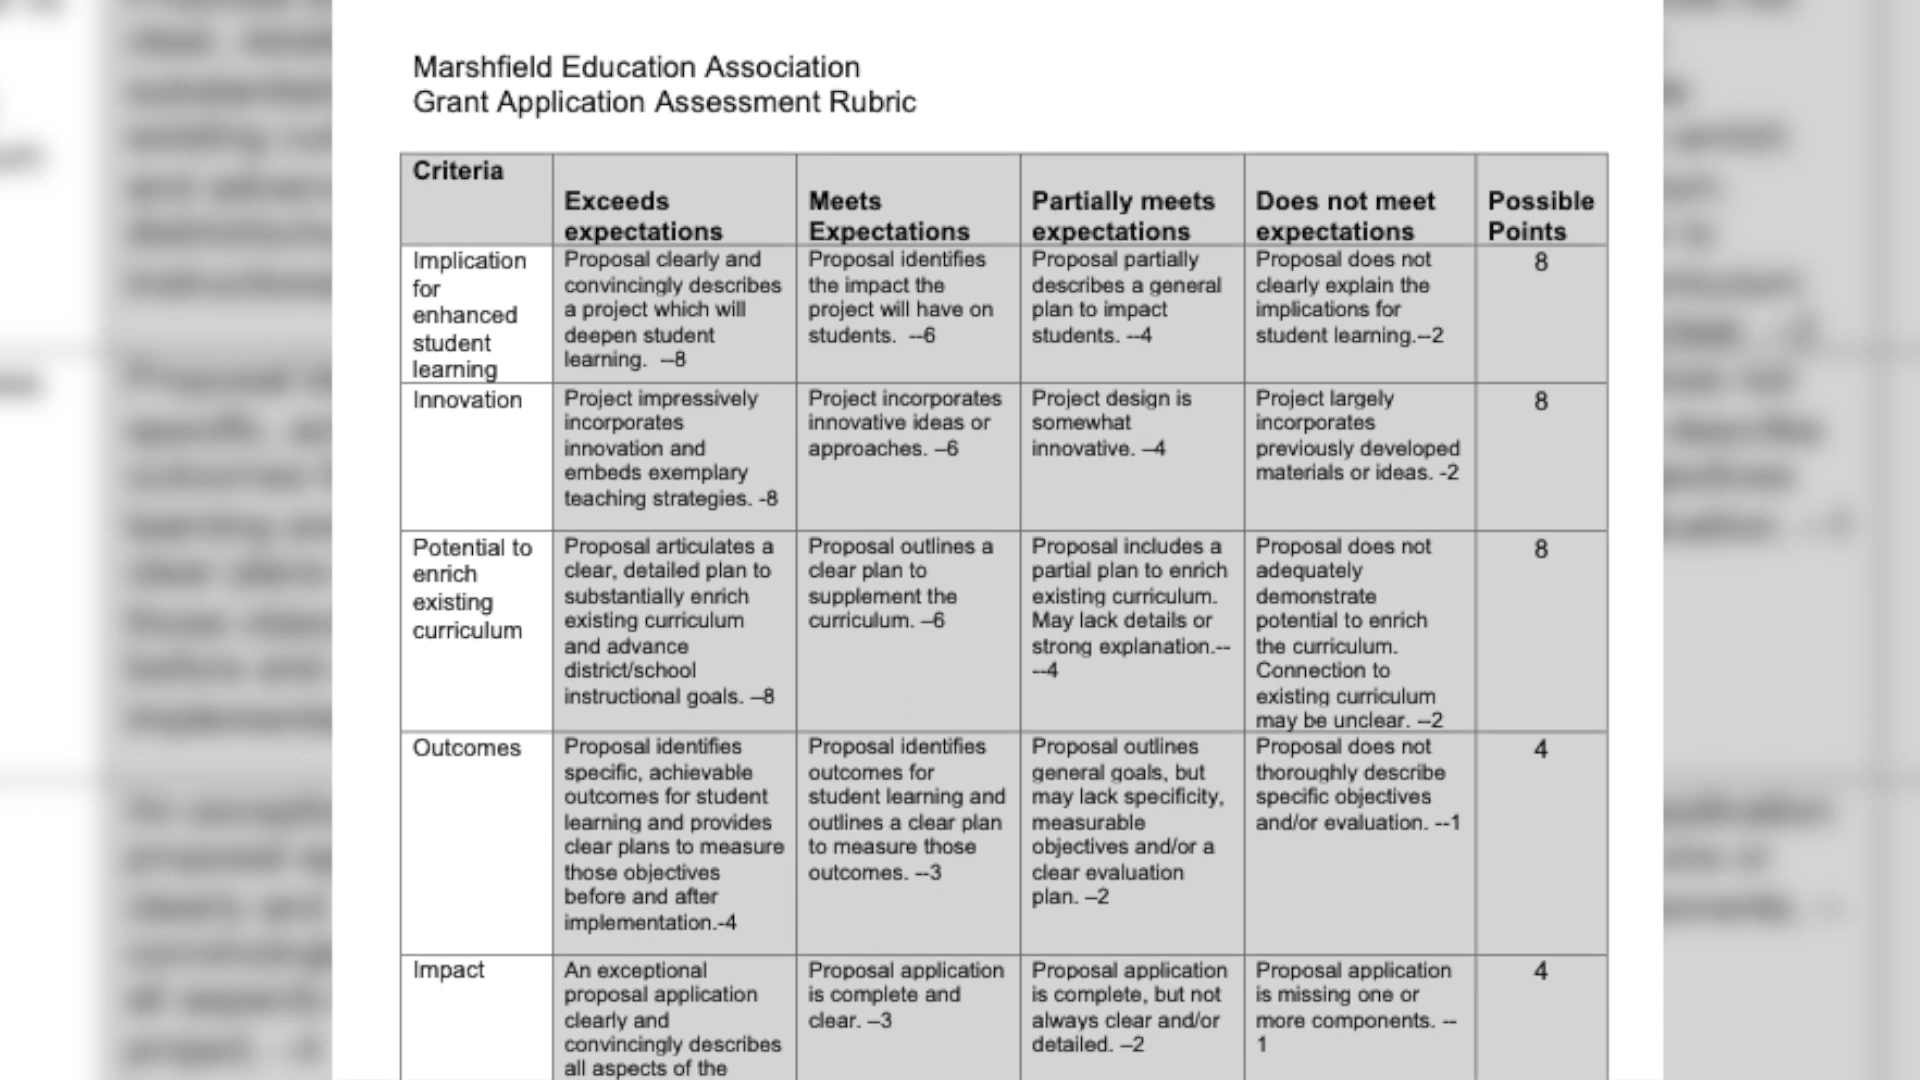 Marshfield Education Association
Grant Application Assessment Rubric
Criteria
Exceeds
expectations
Meets
Expectations
Partially meets
expectations
Does not meet
expectations
Possible
Points
Implication
for
enhanced
student
learning
Proposal clearly and
convincingly describes
a project which will
deepen student
learning. --8
Proposal identifies
the impact the
project will have on
students. --6
Proposal partially
describes a general
plan to impact
students. --4
Proposal does not
clearly explain the
implications for
student learning.--2
8
Innovation
Project impressively
incorporates
innovation and
embeds exemplary
teaching strategies. -8
Project incorporates
innovative ideas or
approaches. –6
Project design is
somewhat
innovative. –4
Project largely
incorporates
previously developed
materials or ideas. -2
8
Potential to
enrich
existing
curriculum
Proposal articulates a
clear, detailed plan to
substantially enrich
existing curriculum
and advance
district/school
instructional goals. –8
Proposal outlines a
clear plan to
supplement the
curriculum. –6
Proposal includes a
partial plan to enrich
existing curriculum.
May lack details or
strong explanation.--
--4
Proposal does not
adequately
demonstrate
potential to enrich
the curriculum.
Connection to
existing curriculum
may be unclear. –2
8
Outcomes
Proposal identifies
specific, achievable
outcomes for student
learning and provides
clear plans to measure
those objectives
before and after
implementation.-4
Proposal identifies
outcomes for
student learning and
outlines a clear plan
to measure those
outcomes. --3
Proposal outlines
general goals, but
may lack specificity,
measurable
objectives and/or a
clear evaluation
plan. –2
Proposal does not
thoroughly describe
specific objectives
and/or evaluation. --1
4
Impact
An exceptional
proposal application
clearly and
convincingly describes
all aspects of the
Proposal application
is complete and
clear. –3
Proposal application
is complete, but not
always clear and/or
detailed. –2
Proposal application
is missing one or
more components. --
1
4